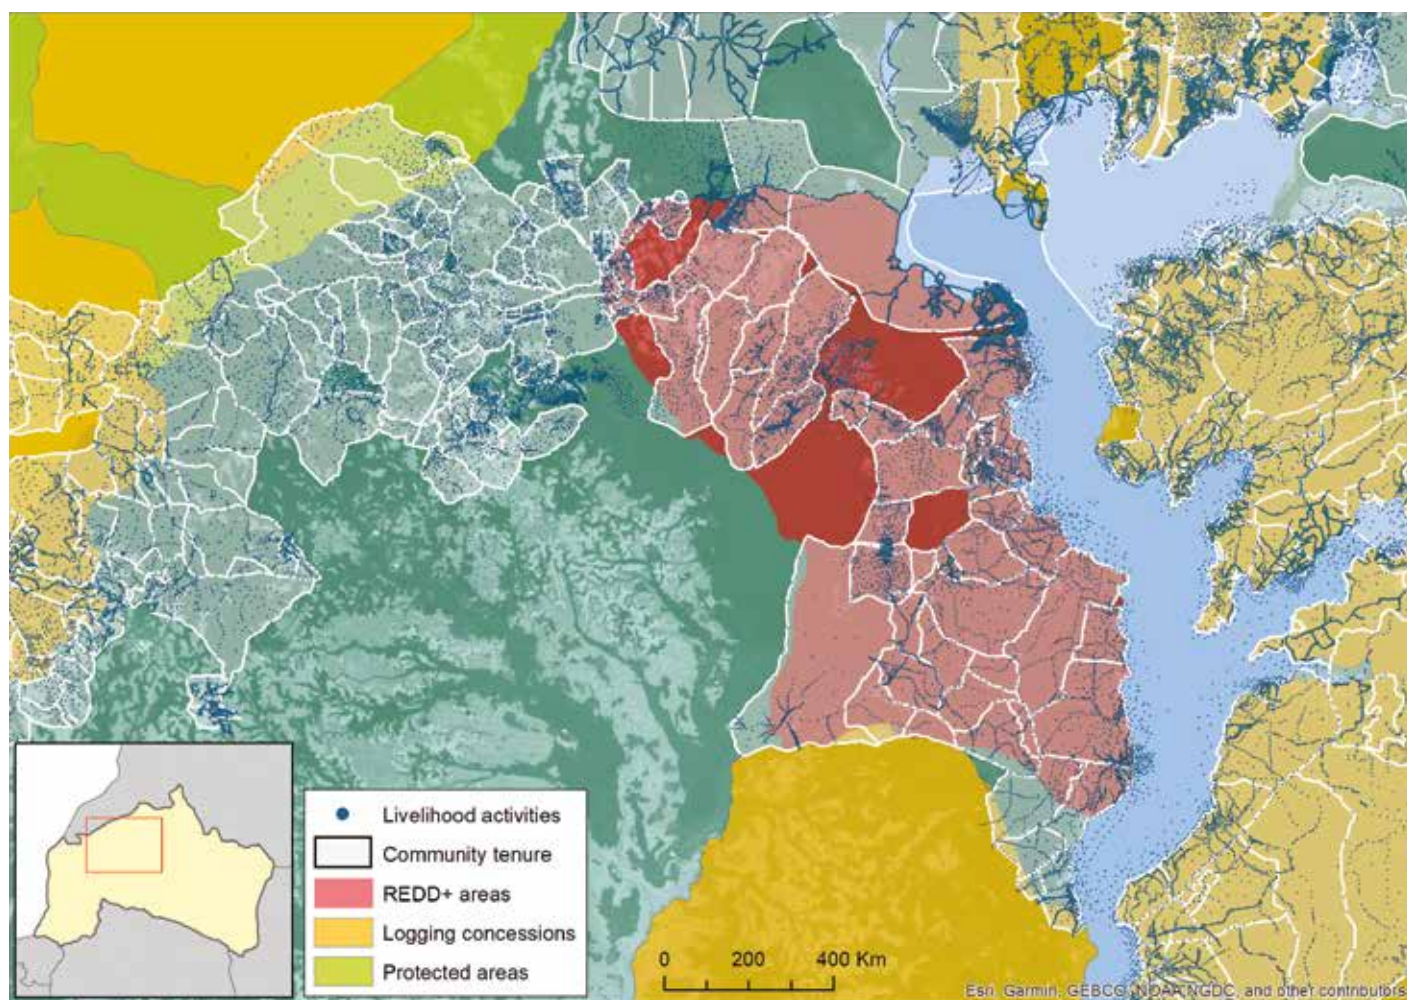 Livelihood activities
Community tenure
REDD+ areas
Logging concessions
Protected areas
0 200 400 Km
Esri, Garmin, GEBCO, NOAA NGDC, and other contributors